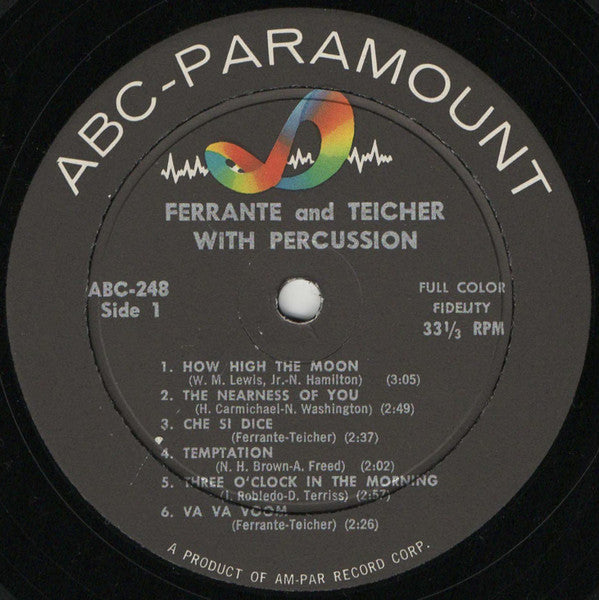 ABC-PARAMOUNT
FERRANTE and TEICHER
WITH PERCUSSION
ABC-248
Side 1
FULL COLOR
FIDELITY
33 1/3 RPM
1. HOW HIGH THE MOON
(W. M. Lewis, Jr.-N. Hamilton) (3:05)
2. THE NEARNESS OF YOU
(H. Carmichael-N. Washington) (2:49)
3. CHE SI DICE
(Ferrante-Teicher) (2:37)
4. TEMPTATION
(N. H. Brown-A. Freed) (2:02)
5. THREE O'CLOCK IN THE MORNING
(J. Robledo-D. Terriss) (2:57)
6. VA VA VOOM
(Ferrante-Teicher) (2:26)
A PRODUCT OF AM-PAR RECORD CORP.